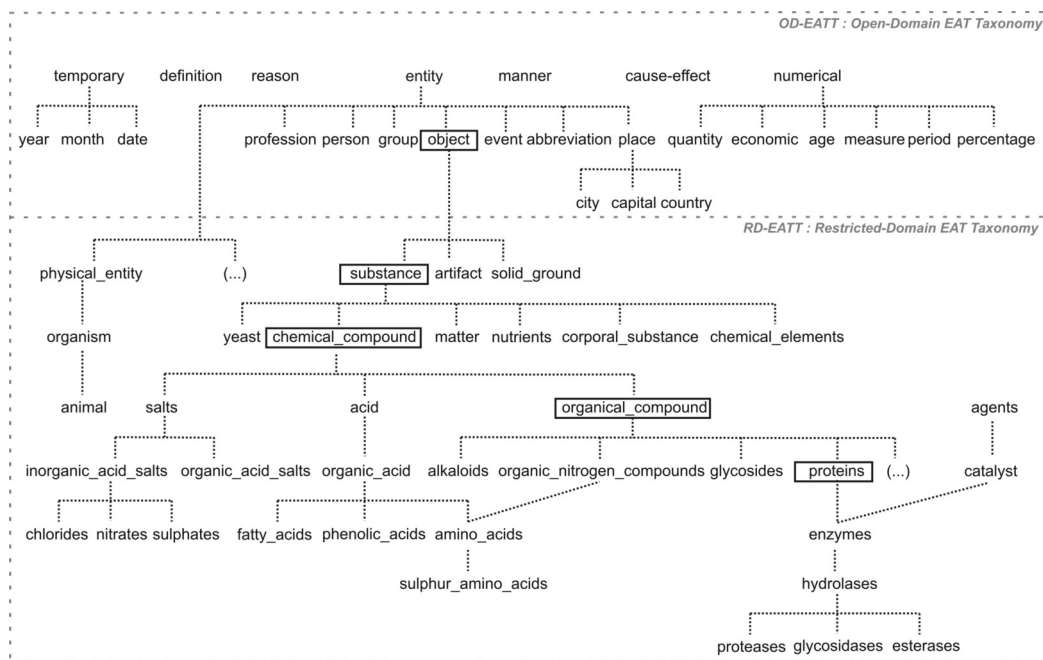 OD-EATT : Open-Domain EAT Taxonomy
temporary definition reason entity manner cause-effect numerical
year month date profession person group object event abbreviation place quantity economic age measure period percentage
city capital country
RD-EATT : Restricted-Domain EAT Taxonomy
physical_entity (...) substance artifact solid_ground
organism yeast chemical_compound matter nutrients corporal_substance chemical_elements
animal salts acid organical_compound agents
inorganic_acid_salts organic_acid_salts organic_acid alkaloids organic_nitrogen_compounds glycosides proteins (...) catalyst
chlorides nitrates sulphates fatty_acids phenolic_acids amino_acids enzymes
sulphur_amino_acids hydrolases
proteases glycosidases esterases